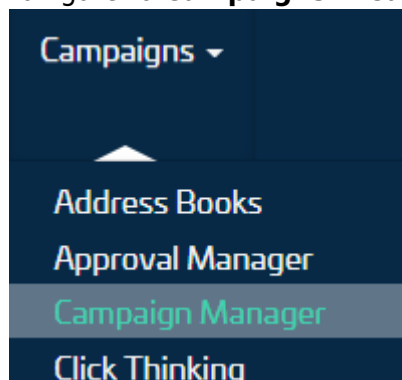 Campaigns
Address Books
Approval Manager
Campaign Manager
Click Thinking